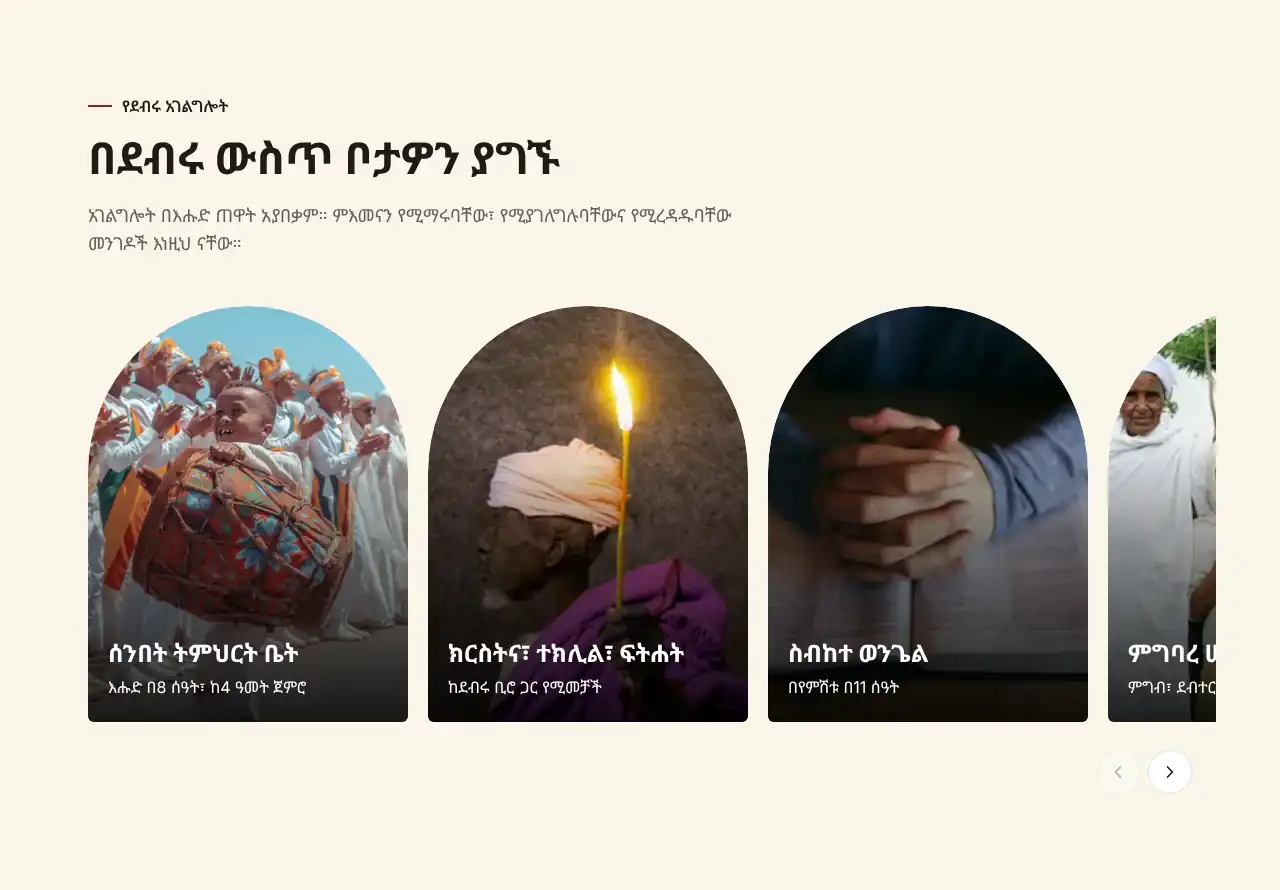 የደብሩ አገልግሎት
በደብሩ ውስጥ ቦታዎን ያግኙ
አገልግሎት በእሑድ ጠዋት አያበቃም። ምእመናን የሚማሩባቸው፣ የሚያገለግሉባቸውና የሚረዳዱባቸው
መንገዶች እነዚህ ናቸው።
ሰንበት ትምህርት ቤት
እሑድ በ8 ሰዓት፣ ከ4 ዓመት ጀምሮ
ክርስትና፣ ተክሊል፣ ፍትሐት
ከደብሩ ቢሮ ጋር የሚመቻች
ስብከተ ወንጌል
በየምሽቱ በ11 ሰዓት
ምግባረ
ምግብ፣ ደብተር